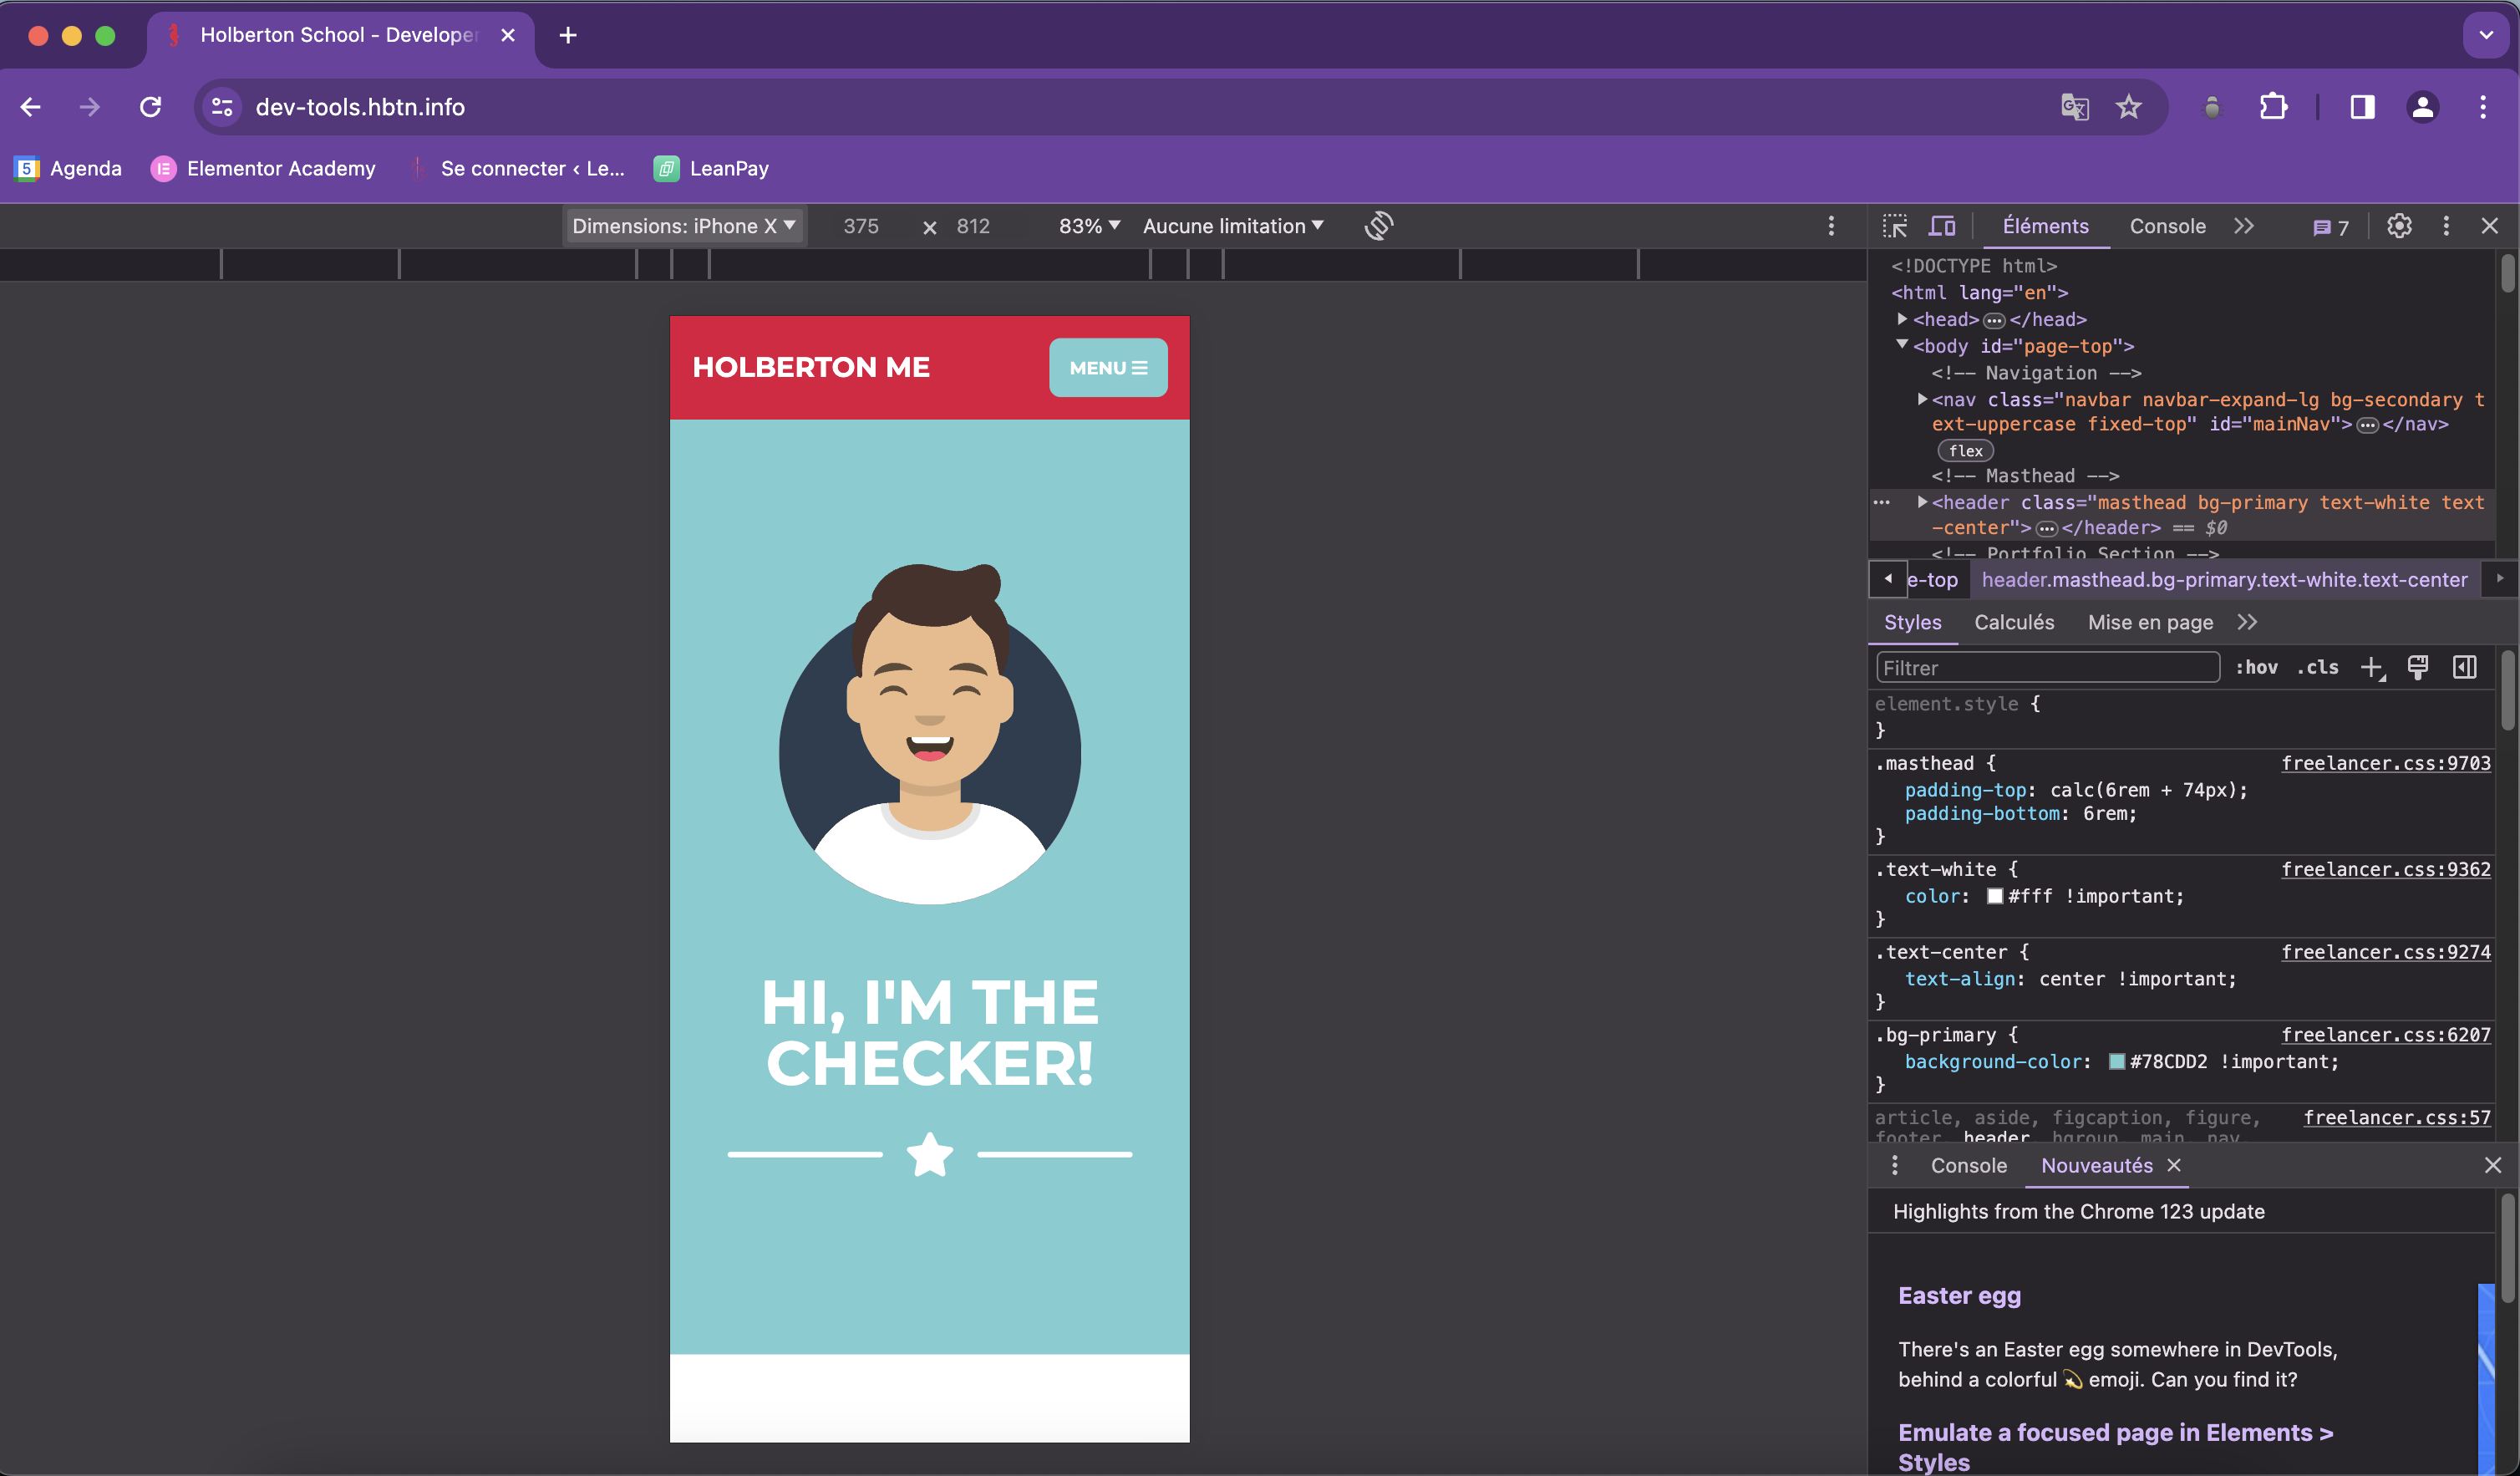 Holberton School - Developer
dev-tools.hbtn.info
5 Agenda
Elementor Academy
Se connecter ‹ Le...
LeanPay
Dimensions: iPhone X
375 × 812
83%
Aucune limitation
Éléments
Console
7
HOLBERTON ME
MENU
HI, I'M THE
CHECKER!
<!DOCTYPE html>
<html lang="en">
<head>…</head>
<body id="page-top">
<!-- Navigation -->
<nav class="navbar navbar-expand-lg bg-secondary t
ext-uppercase fixed-top" id="mainNav">…</nav>
flex
<!-- Masthead -->
<header class="masthead bg-primary text-white text
-center">…</header> == $0
<!-- Portfolio Section -->
e-top
header.masthead.bg-primary.text-white.text-center
Styles
Calculés
Mise en page
Filtrer
:hov
.cls
element.style {
}
.masthead { freelancer.css:9703
padding-top: calc(6rem + 74px);
padding-bottom: 6rem;
}
.text-white { freelancer.css:9362
color: #fff !important;
}
.text-center { freelancer.css:9274
text-align: center !important;
}
.bg-primary { freelancer.css:6207
background-color: #78CDD2 !important;
}
article, aside, figcaption, figure, freelancer.css:57
footer, header, hgroup, main, nav,
Console
Nouveautés
Highlights from the Chrome 123 update
Easter egg
There's an Easter egg somewhere in DevTools,
behind a colorful 💫 emoji. Can you find it?
Emulate a focused page in Elements >
Styles